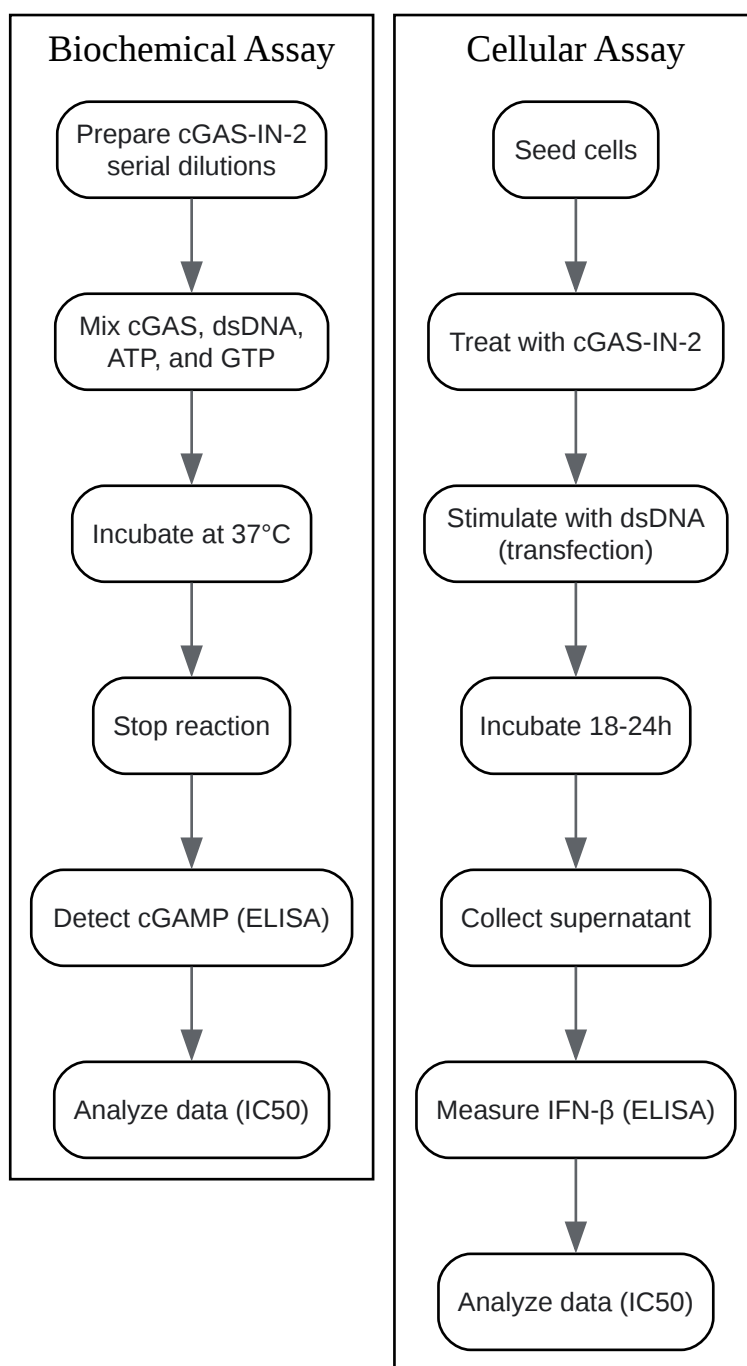 Biochemical Assay
Prepare cGAS-IN-2
serial dilutions
Mix cGAS, dsDNA,
ATP, and GTP
Incubate at 37°C
Stop reaction
Detect cGAMP (ELISA)
Analyze data (IC50)
Cellular Assay
Seed cells
Treat with cGAS-IN-2
Stimulate with dsDNA
(transfection)
Incubate 18-24h
Collect supernatant
Measure IFN-β (ELISA)
Analyze data (IC50)